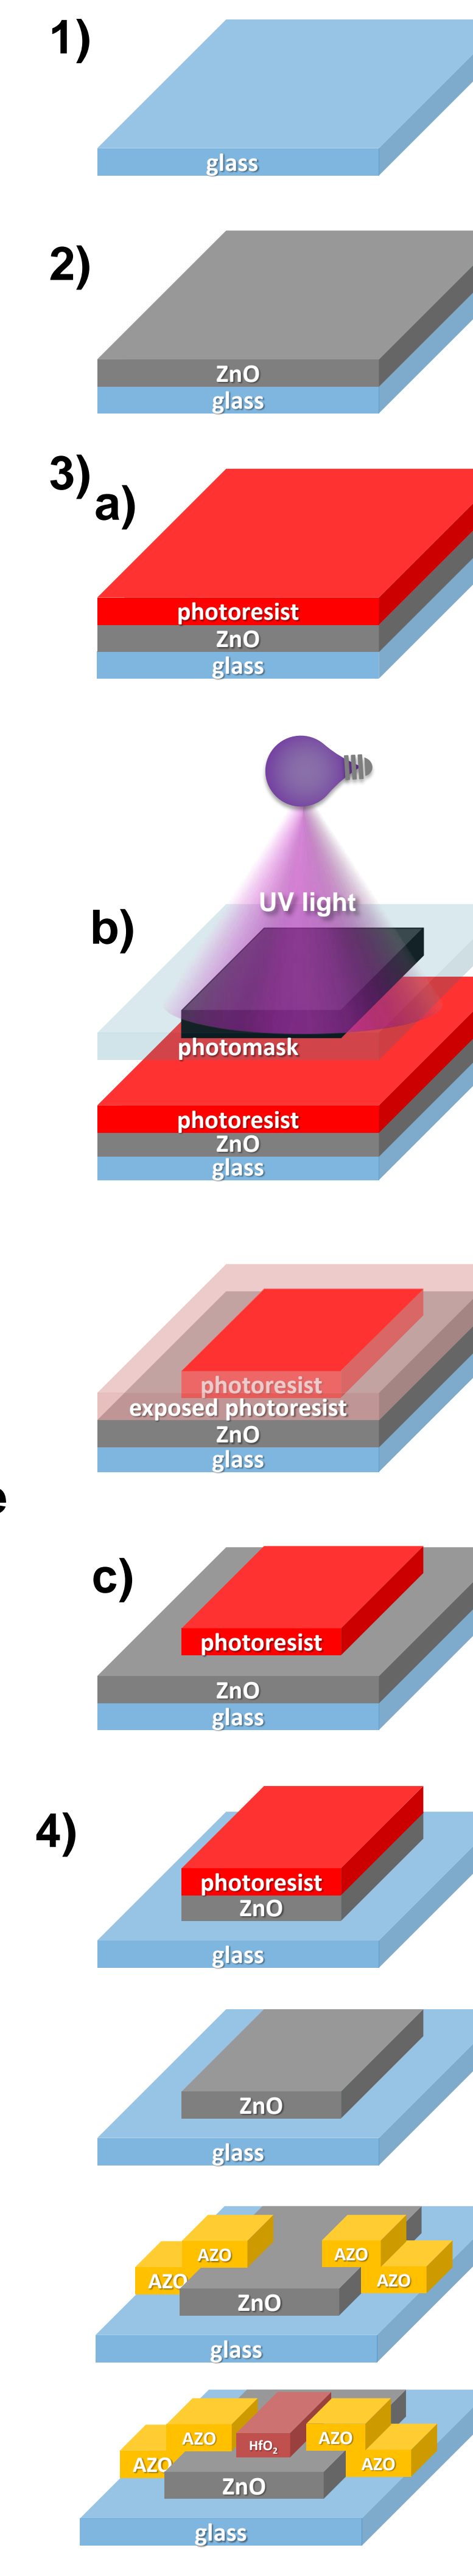 1)
glass
2)
ZnO
glass
3)
a)
photoresist
ZnO
glass
UV light
b)
photomask
photoresist
ZnO
glass
photoresist
exposed photoresist
ZnO
glass
e
c)
photoresist
ZnO
glass
4)
photoresist
ZnO
glass
ZnO
glass
AZO AZO
AZO AZO
ZnO
glass
AZO HfO₂ AZO
AZO AZO
ZnO
glass